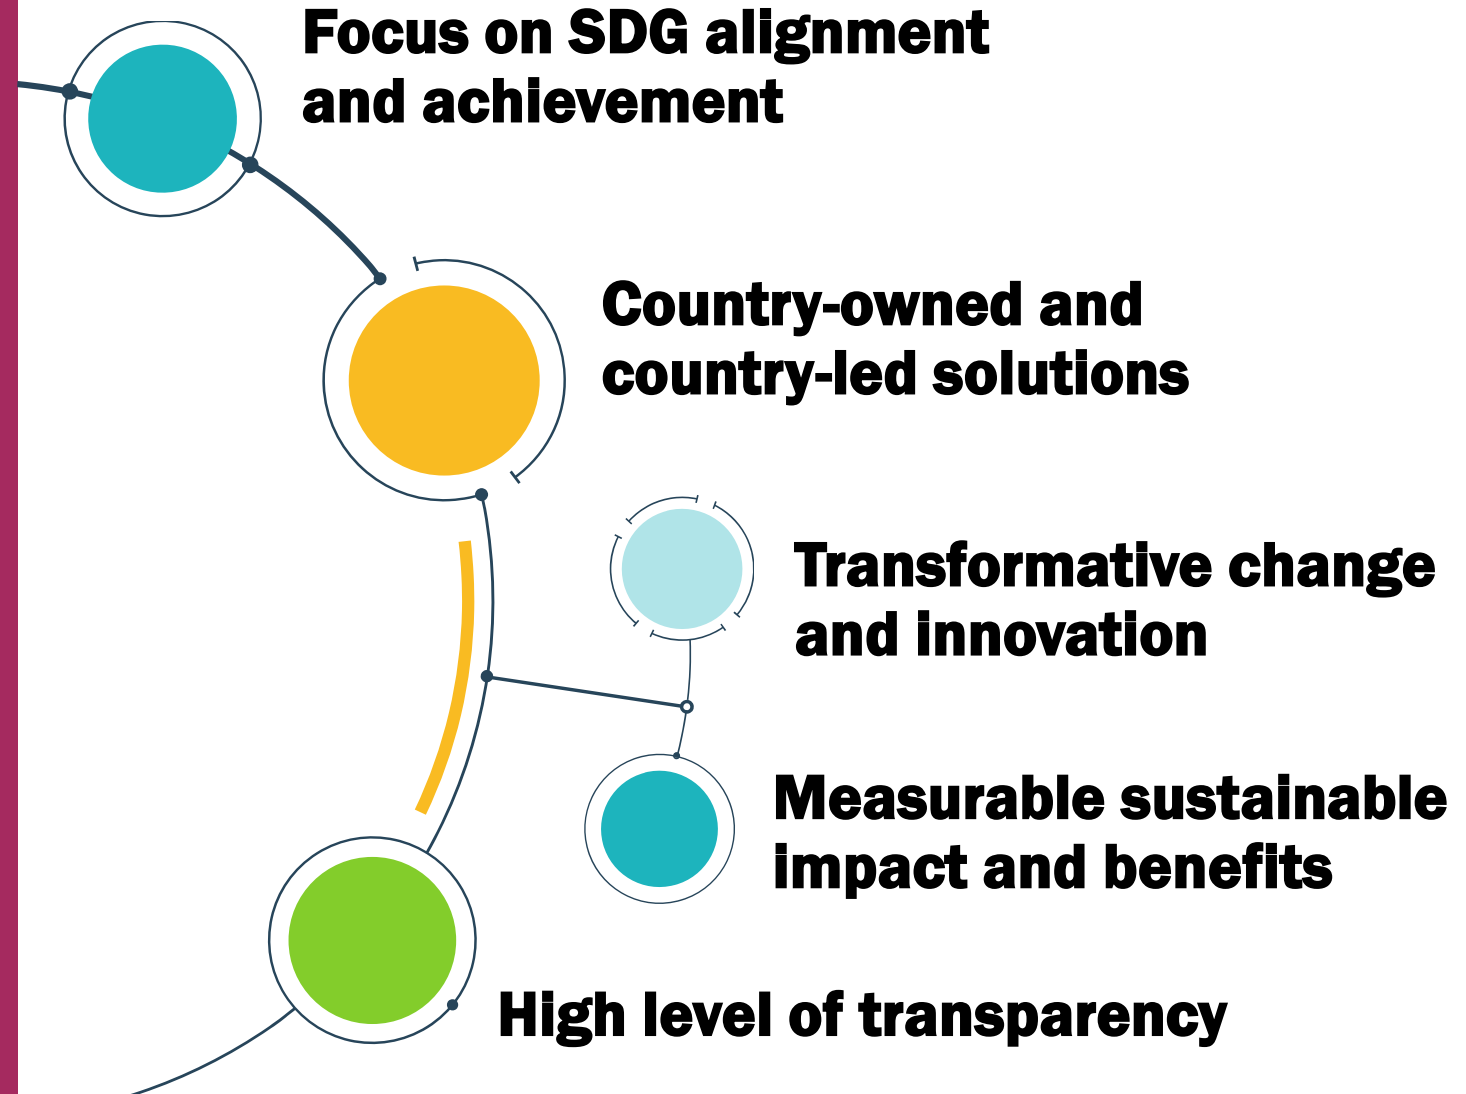 Focus on SDG alignment
and achievement
Country-owned and
country-led solutions
Transformative change
and innovation
Measurable sustainable
impact and benefits
High level of transparency